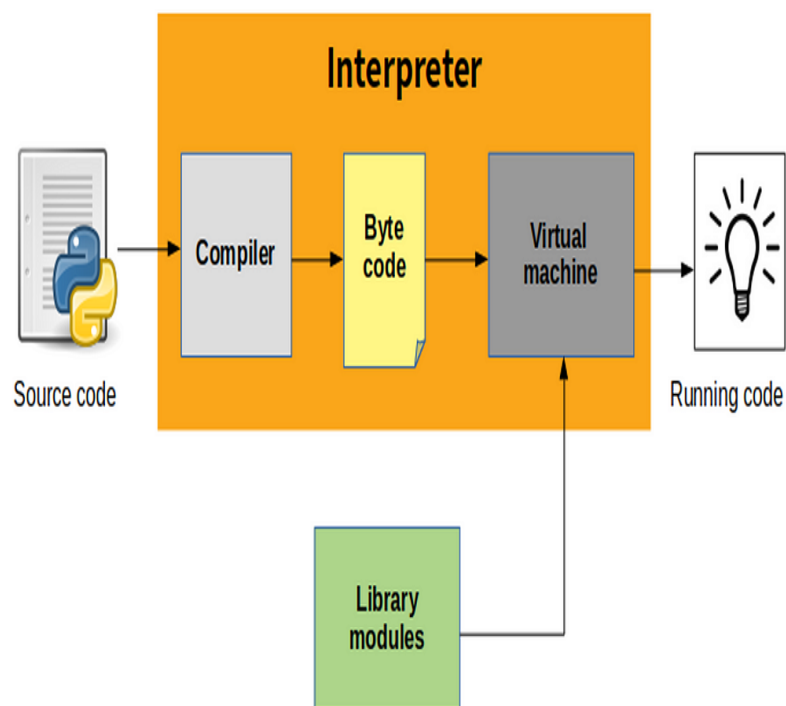 Interpreter
Source code
Compiler
Byte
code
Virtual
machine
Running code
Library
modules